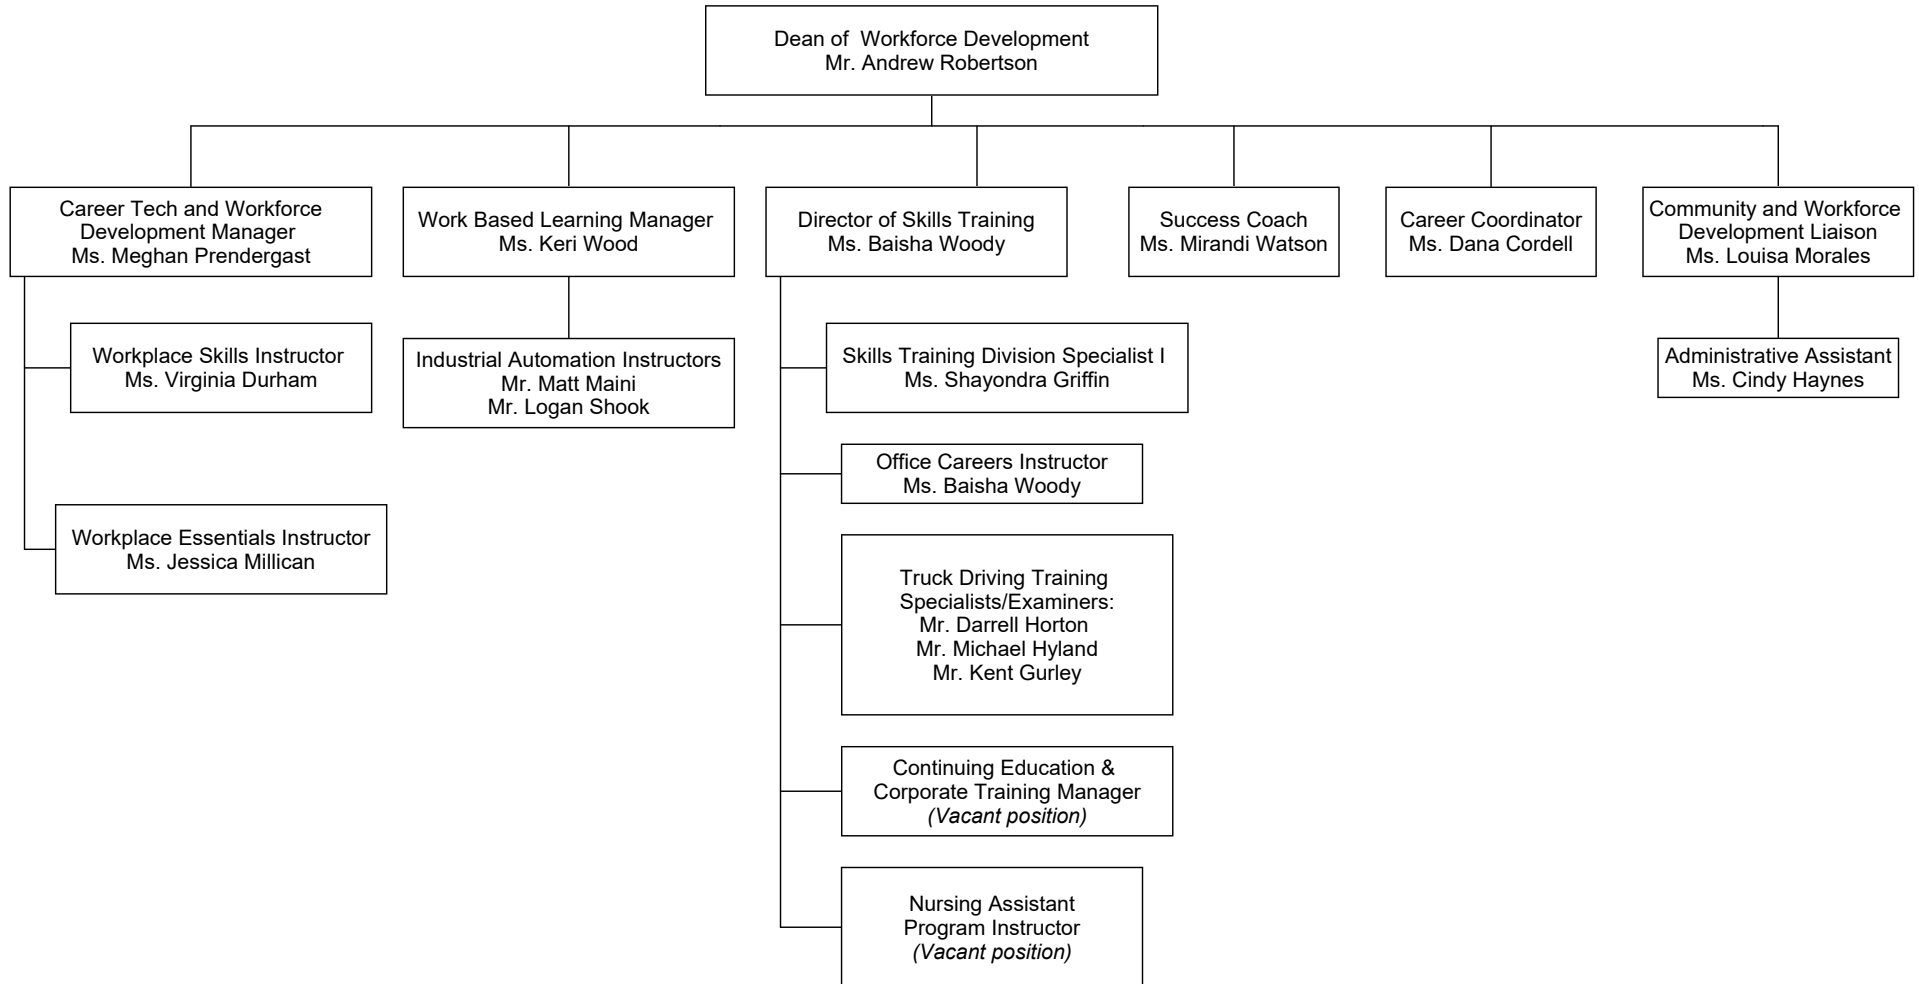 Dean of  Workforce Development
Mr. Andrew Robertson
Career Tech and Workforce
Development Manager
Ms. Meghan Prendergast
Work Based Learning Manager
Ms. Keri Wood
Director of Skills Training
Ms. Baisha Woody
Success Coach
Ms. Mirandi Watson
Career Coordinator
Ms. Dana Cordell
Community and Workforce
Development Liaison
Ms. Louisa Morales
Workplace Skills Instructor
Ms. Virginia Durham
Workplace Essentials Instructor
Ms. Jessica Millican
Industrial Automation Instructors
Mr. Matt Maini
Mr. Logan Shook
Skills Training Division Specialist I
Ms. Shayondra Griffin
Office Careers Instructor
Ms. Baisha Woody
Truck Driving Training
Specialists/Examiners:
Mr. Darrell Horton
Mr. Michael Hyland
Mr. Kent Gurley
Continuing Education &
Corporate Training Manager
(Vacant position)
Nursing Assistant
Program Instructor
(Vacant position)
Administrative Assistant
Ms. Cindy Haynes